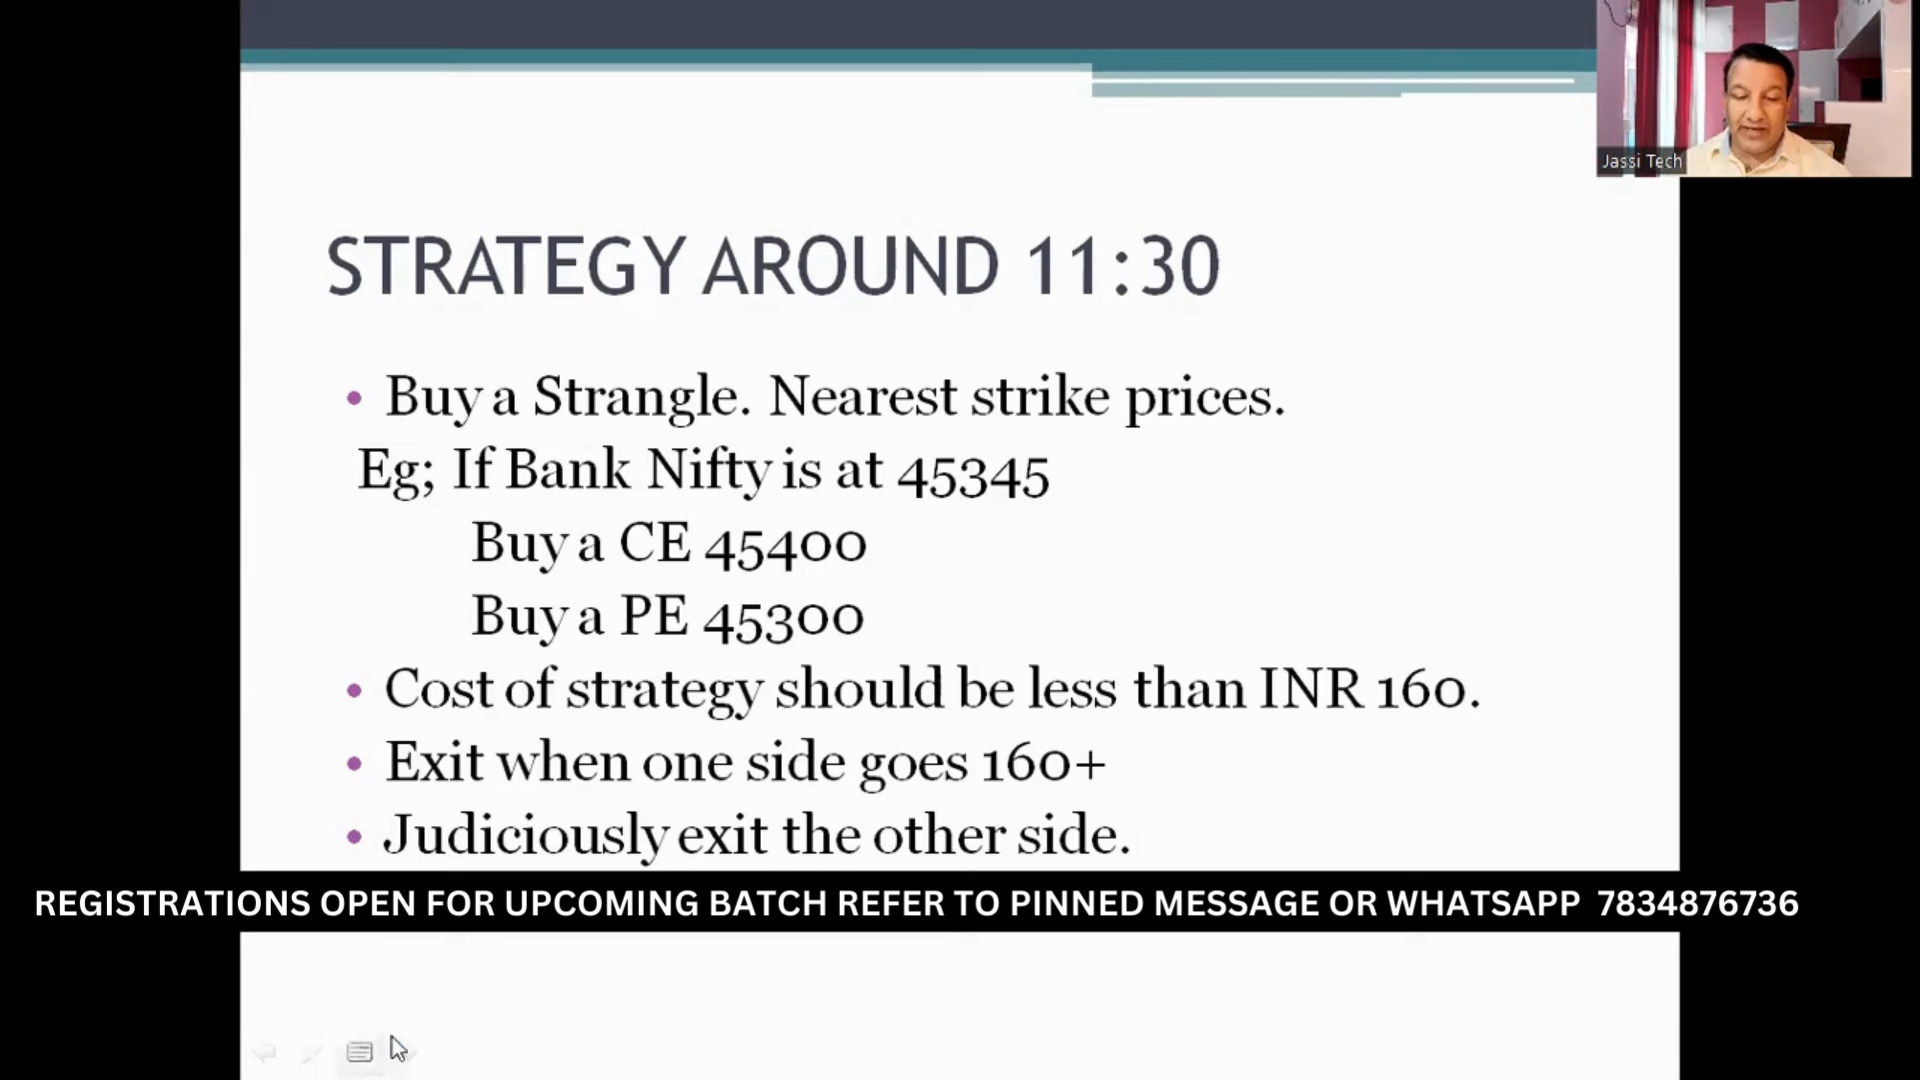 Jassi Tech
STRATEGY AROUND 11:30
• Buy a Strangle. Nearest strike prices.
Eg; If Bank Nifty is at 45345
Buy a CE 45400
Buy a PE 45300
• Cost of strategy should be less than INR 160.
• Exit when one side goes 160+
• Judiciously exit the other side.
REGISTRATIONS OPEN FOR UPCOMING BATCH REFER TO PINNED MESSAGE OR WHATSAPP 7834876736